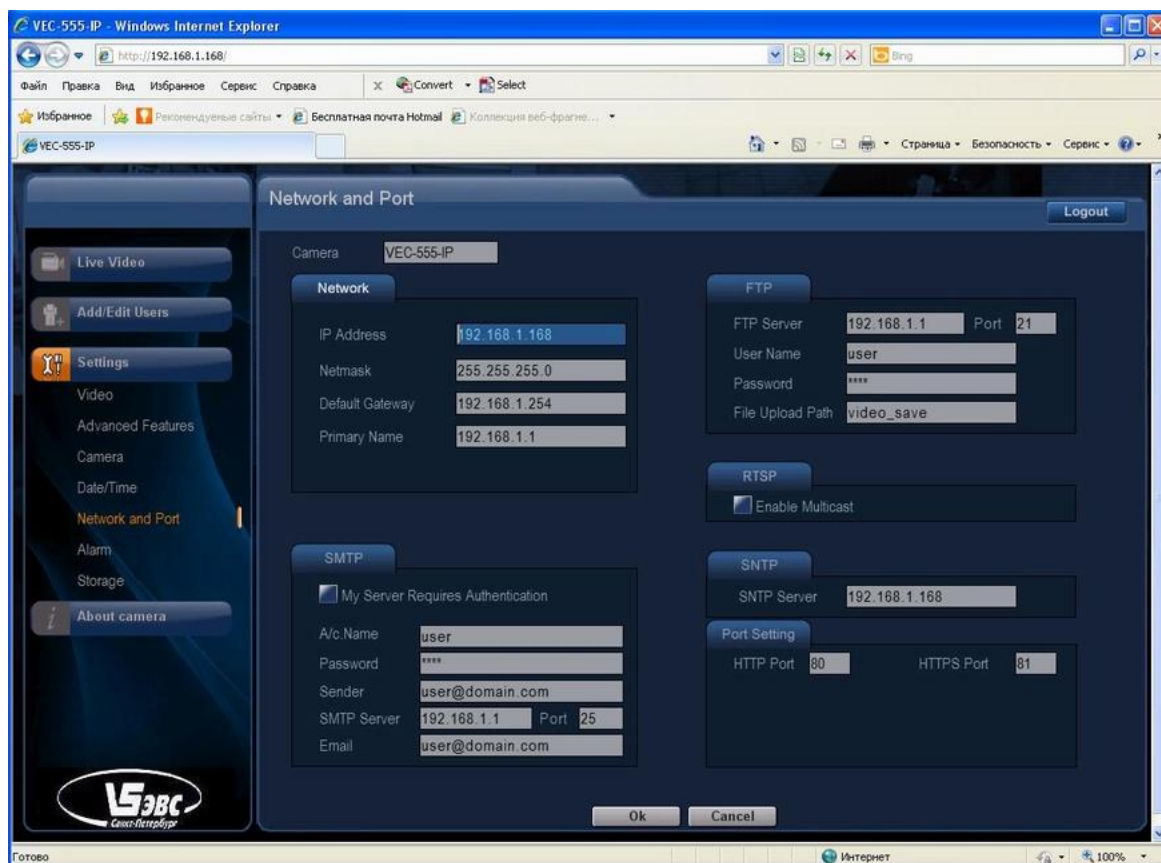 VEC-555-IP - Windows Internet Explorer
http://192.168.1.168/
Bing
Файл Правка Вид Избранное Сервис Справка
X Convert Select
Избранное Рекомендуемые сайты Бесплатная почта Hotmail Коллекция веб-фрагме...
VEC-555-IP
Страница Безопасность Сервис
Network and Port
Logout
Live Video
Add/Edit Users
Settings
Video
Advanced Features
Camera
Date/Time
Network and Port
Alarm
Storage
About camera
Camera VEC-555-IP
Network
IP Address 192.168.1.168
Netmask 255.255.255.0
Default Gateway 192.168.1.254
Primary Name 192.168.1.1
SMTP
My Server Requires Authentication
A/c.Name user
Password ****
Sender user@domain.com
SMTP Server 192.168.1.1 Port 25
Email user@domain.com
FTP
FTP Server 192.168.1.1 Port 21
User Name user
Password ****
File Upload Path video_save
RTSP
Enable Multicast
SNTP
SNTP Server 192.168.1.168
Port Setting
HTTP Port 80 HTTPS Port 81
Ok Cancel
ЭВС
Санкт-Петербург
Готово
Интернет
100%